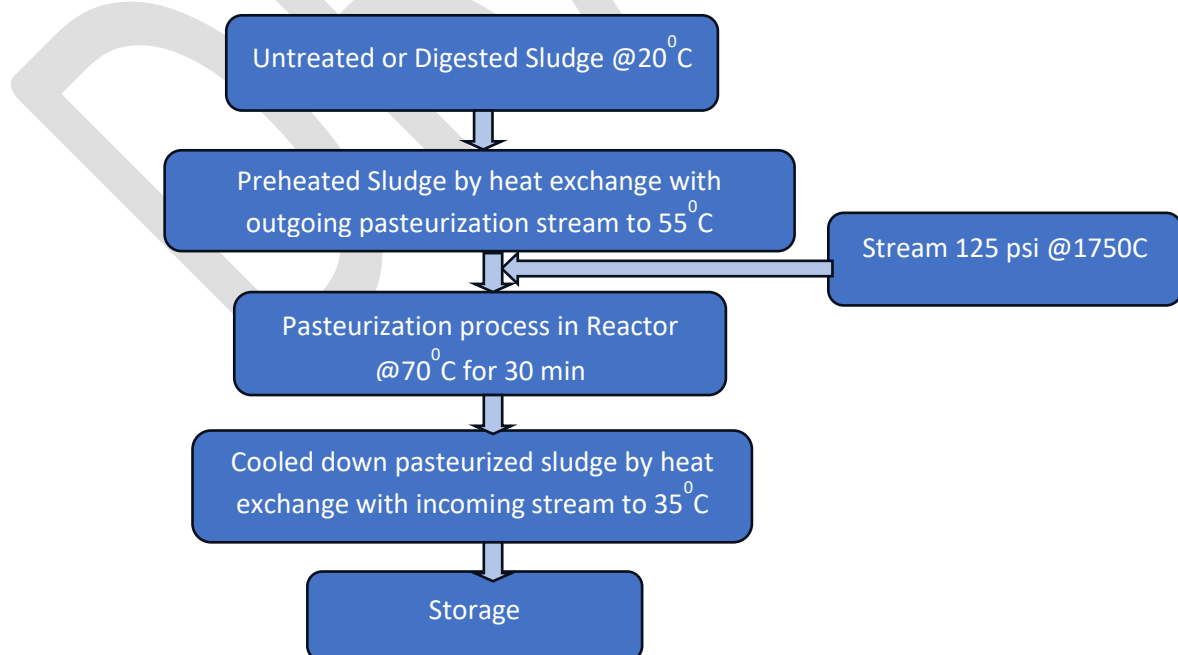 Untreated or Digested Sludge @20⁰C
Preheated Sludge by heat exchange with
outgoing pasteurization stream to 55⁰C
Stream 125 psi @1750C
Pasteurization process in Reactor
@70⁰C for 30 min
Cooled down pasteurized sludge by heat
exchange with incoming stream to 35⁰C
Storage